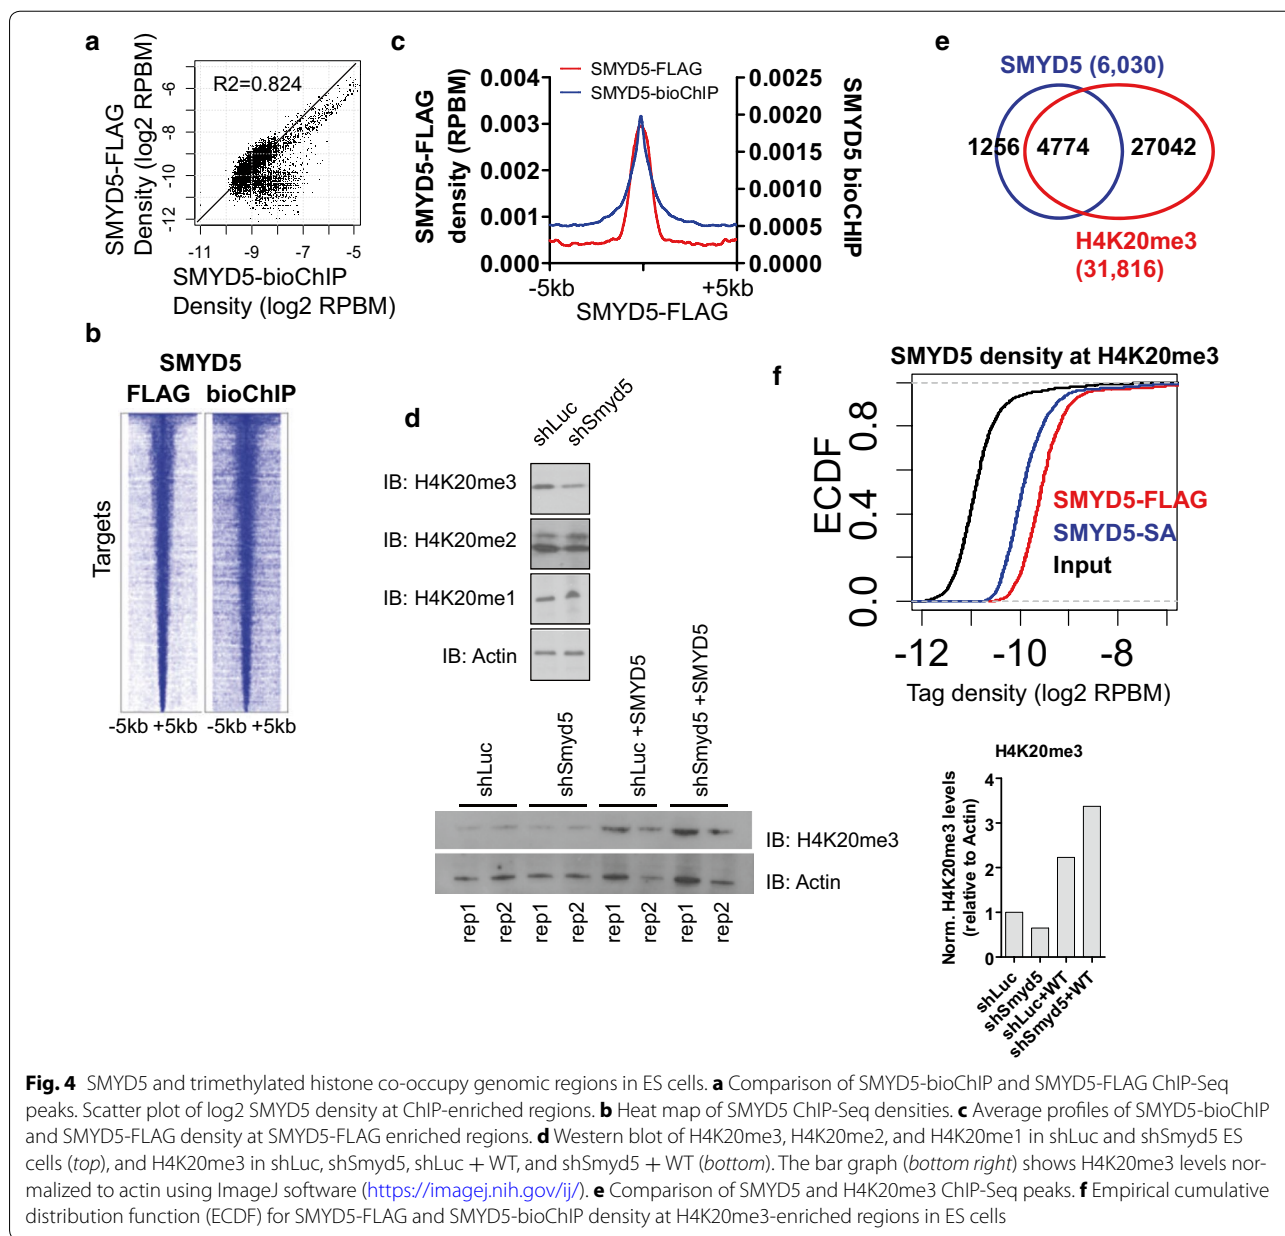 a
SMYD5-FLAG
Density (log2 RPBM)
R2=0.824
-6
-8
-10
-12
-11
-9
-7
-5
SMYD5-bioChIP
Density (log2 RPBM)
b
SMYD5
FLAG bioChIP
Targets
-5kb +5kb -5kb +5kb
c
SMYD5-FLAG
density (RPBM)
0.004
0.003
0.002
0.001
0.000
SMYD5-FLAG
SMYD5-bioChIP
0.0025
0.0020
0.0015
0.0010
0.0005
0.0000
SMYD5 bioCHIP
-5kb +5kb
SMYD5-FLAG
d
shLuc
shSmyd5
IB: H4K20me3
IB: H4K20me2
IB: H4K20me1
IB: Actin
shLuc
shSmyd5
shLuc +SMYD5
shSmyd5 +SMYD5
IB: H4K20me3
IB: Actin
rep1
rep2
rep1
rep2
rep1
rep2
rep1
rep2
H4K20me3
Norm. H4K20me3 levels
(relative to Actin)
4
3
2
1
0
shLuc
shSmyd5
shLuc+WT
shSmyd5+WT
e
SMYD5 (6,030)
1256 4774 27042
H4K20me3
(31,816)
f
SMYD5 density at H4K20me3
ECDF
0.8
0.4
0.0
SMYD5-FLAG
SMYD5-SA
Input
-12 -10 -8
Tag density (log2 RPBM)
Fig. 4 SMYD5 and trimethylated histone co-occupy genomic regions in ES cells. a Comparison of SMYD5-bioChIP and SMYD5-FLAG ChIP-Seq
peaks. Scatter plot of log2 SMYD5 density at ChIP-enriched regions. b Heat map of SMYD5 ChIP-Seq densities. c Average profiles of SMYD5-bioChIP
and SMYD5-FLAG density at SMYD5-FLAG enriched regions. d Western blot of H4K20me3, H4K20me2, and H4K20me1 in shLuc and shSmyd5 ES
cells (top), and H4K20me3 in shLuc, shSmyd5, shLuc + WT, and shSmyd5 + WT (bottom). The bar graph (bottom right) shows H4K20me3 levels nor-
malized to actin using ImageJ software (https://imagej.nih.gov/ij/). e Comparison of SMYD5 and H4K20me3 ChIP-Seq peaks. f Empirical cumulative
distribution function (ECDF) for SMYD5-FLAG and SMYD5-bioChIP density at H4K20me3-enriched regions in ES cells